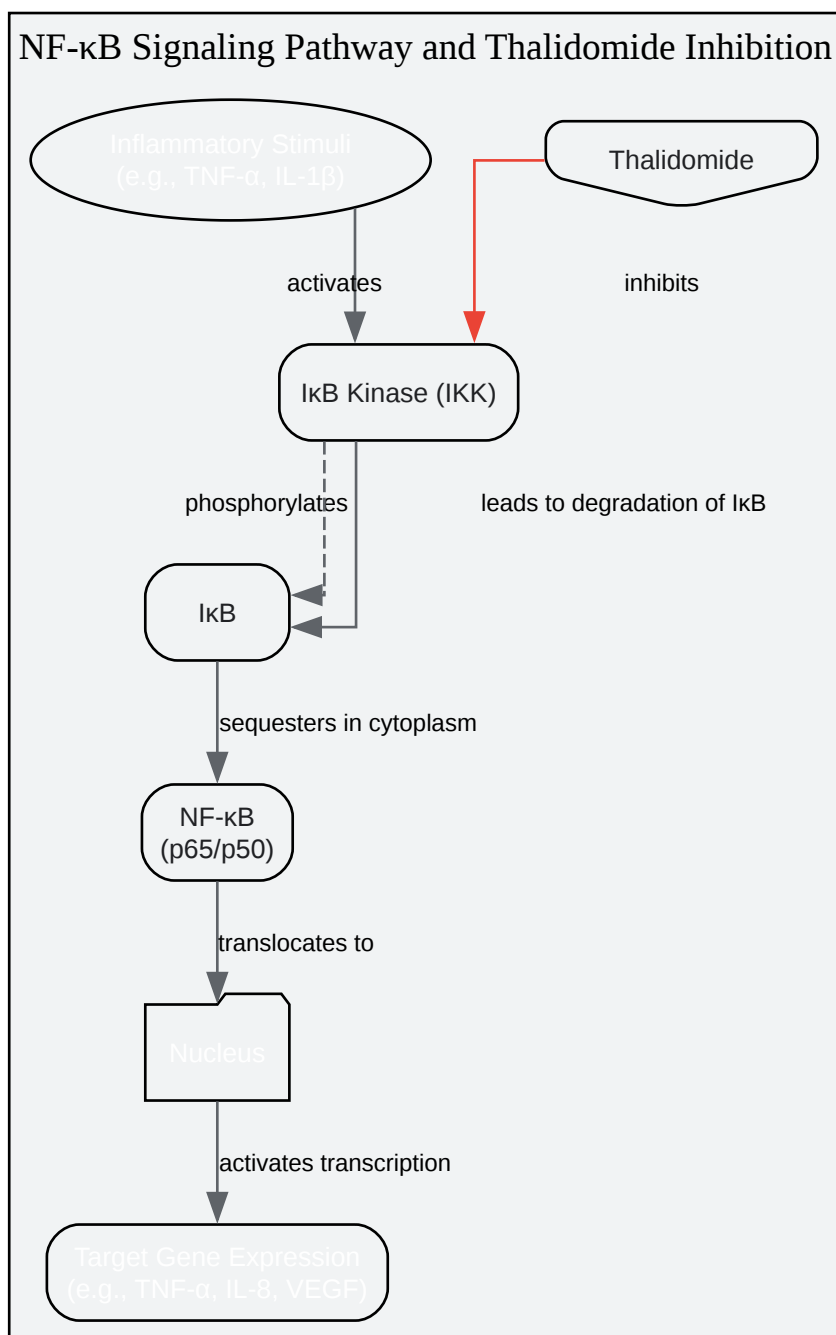 NF-κB Signaling Pathway and Thalidomide Inhibition
Inflammatory Stimuli
(e.g., TNF-α, IL-1β)
Thalidomide
activates
inhibits
IκB Kinase (IKK)
phosphorylates
leads to degradation of IκB
IκB
sequesters in cytoplasm
NF-κB
(p65/p50)
translocates to
Nucleus
activates transcription
Target Gene Expression
(e.g., TNF-α, IL-8, VEGF)